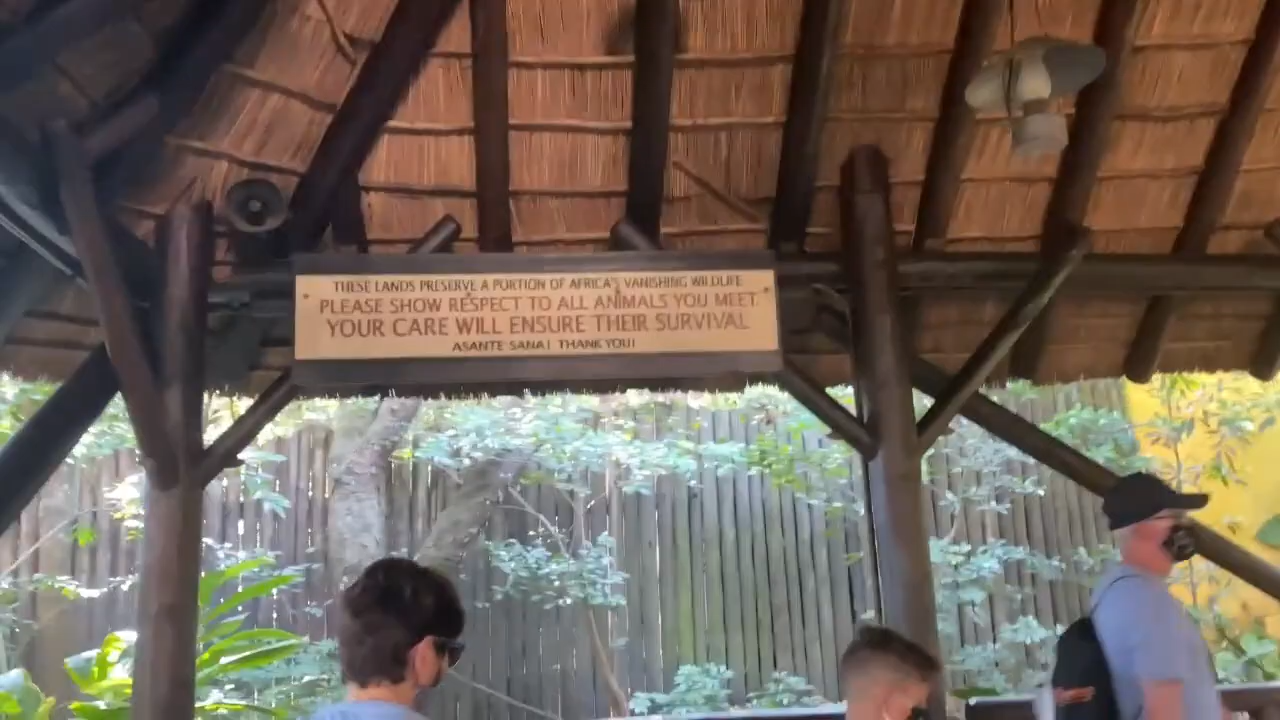 THESE LANDS PRESERVE A PORTION OF AFRICA'S VANISHING WILDLIFE
PLEASE SHOW RESPECT TO ALL ANIMALS YOU MEET.
YOUR CARE WILL ENSURE THEIR SURVIVAL
ASANTE SANA! THANK YOU!